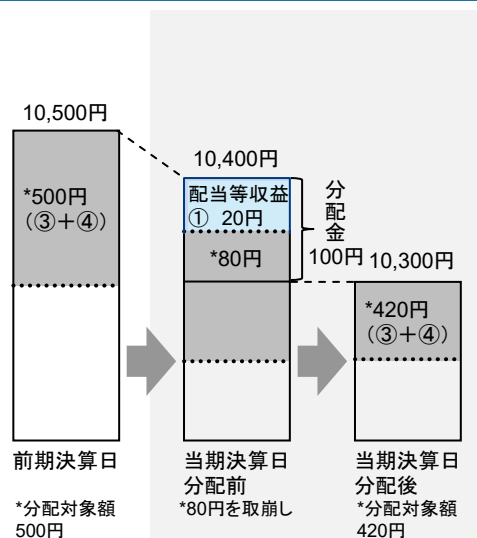 10,500円
*500円
（③＋④）
前期決算日
*分配対象額
500円
10,400円
配当等収益
① 20円
*80円
分配金
100円
当期決算日
分配前
*80円を取崩し
10,300円
*420円
（③＋④）
当期決算日
分配後
*分配対象額
420円